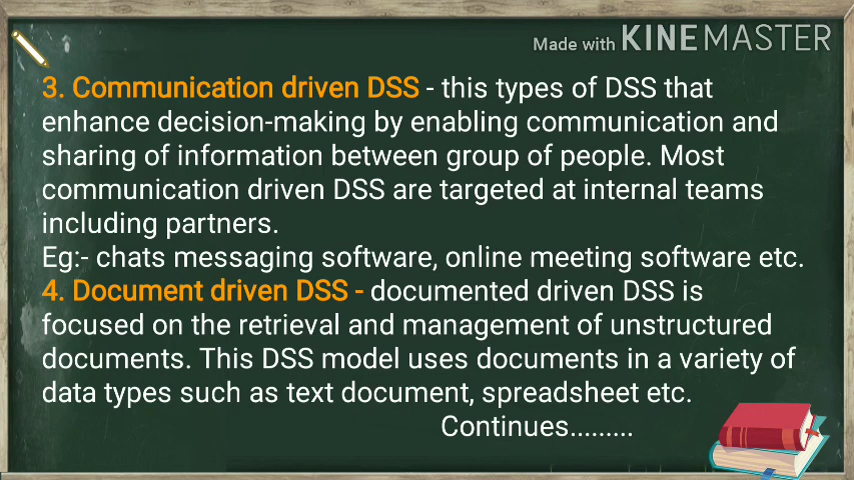 Made with KINEMASTER
3. Communication driven DSS - this types of DSS that
enhance decision-making by enabling communication and
sharing of information between group of people. Most
communication driven DSS are targeted at internal teams
including partners.
Eg:- chats messaging software, online meeting software etc.
4. Document driven DSS - documented driven DSS is
focused on the retrieval and management of unstructured
documents. This DSS model uses documents in a variety of
data types such as text document, spreadsheet etc.
Continues.........